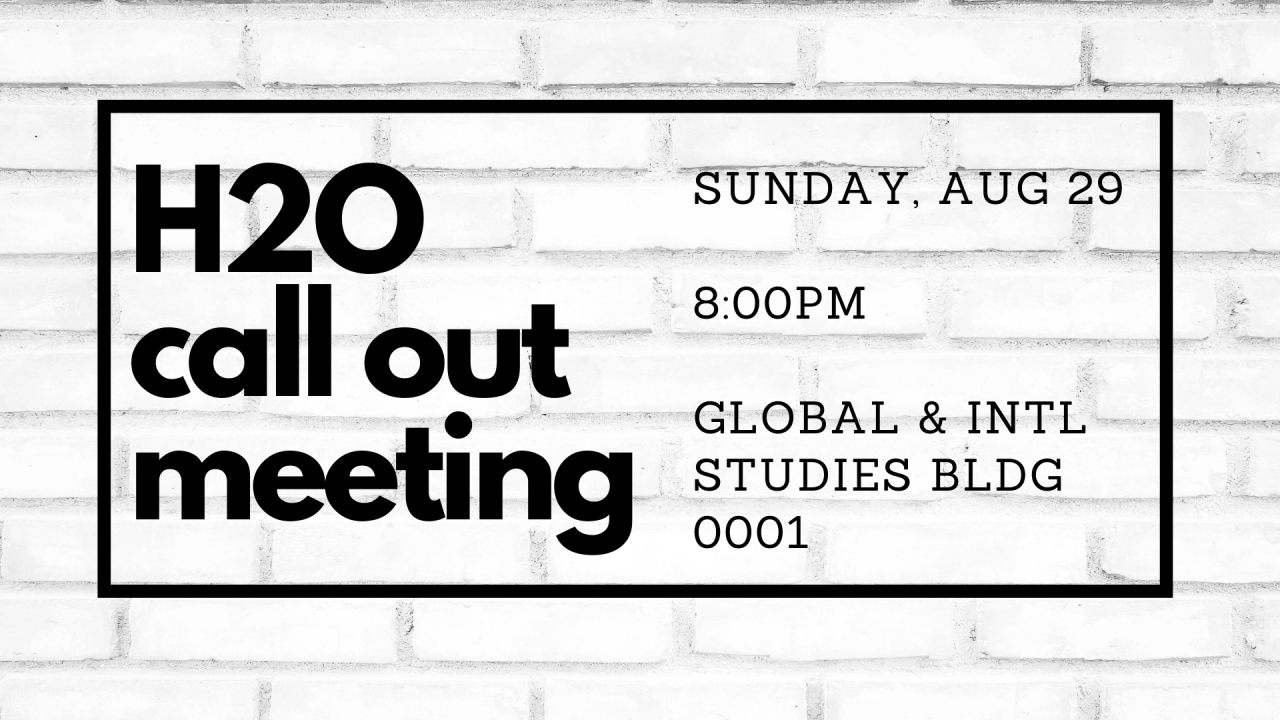 H2O
call out
meeting
SUNDAY, AUG 29
8:00PM
GLOBAL & INTL
STUDIES BLDG
0001